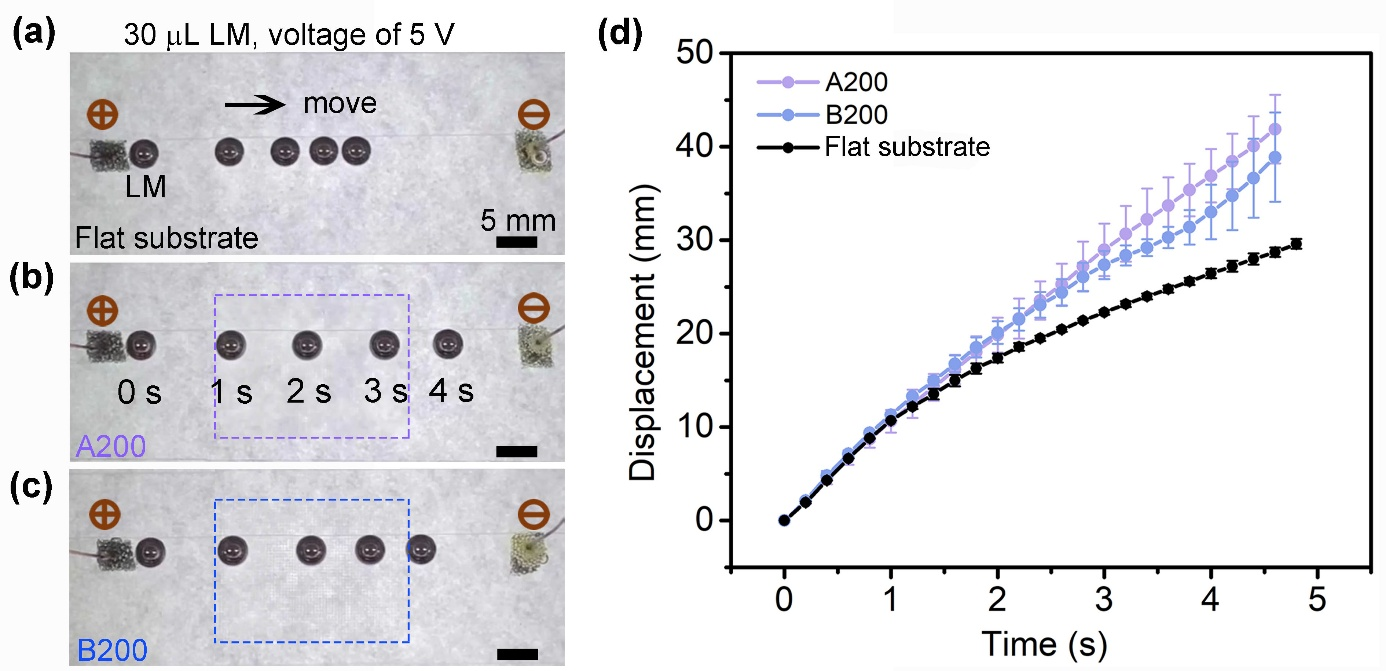 (a)
30 μL LM, voltage of 5 V
⊕
⊖
move
LM
5 mm
Flat substrate
(b)
⊕
⊖
0 s 1 s 2 s 3 s 4 s
A200
(c)
⊕
⊖
B200
(d)
A200
B200
Flat substrate
Displacement (mm)
50
40
30
20
10
0
0 1 2 3 4 5
Time (s)